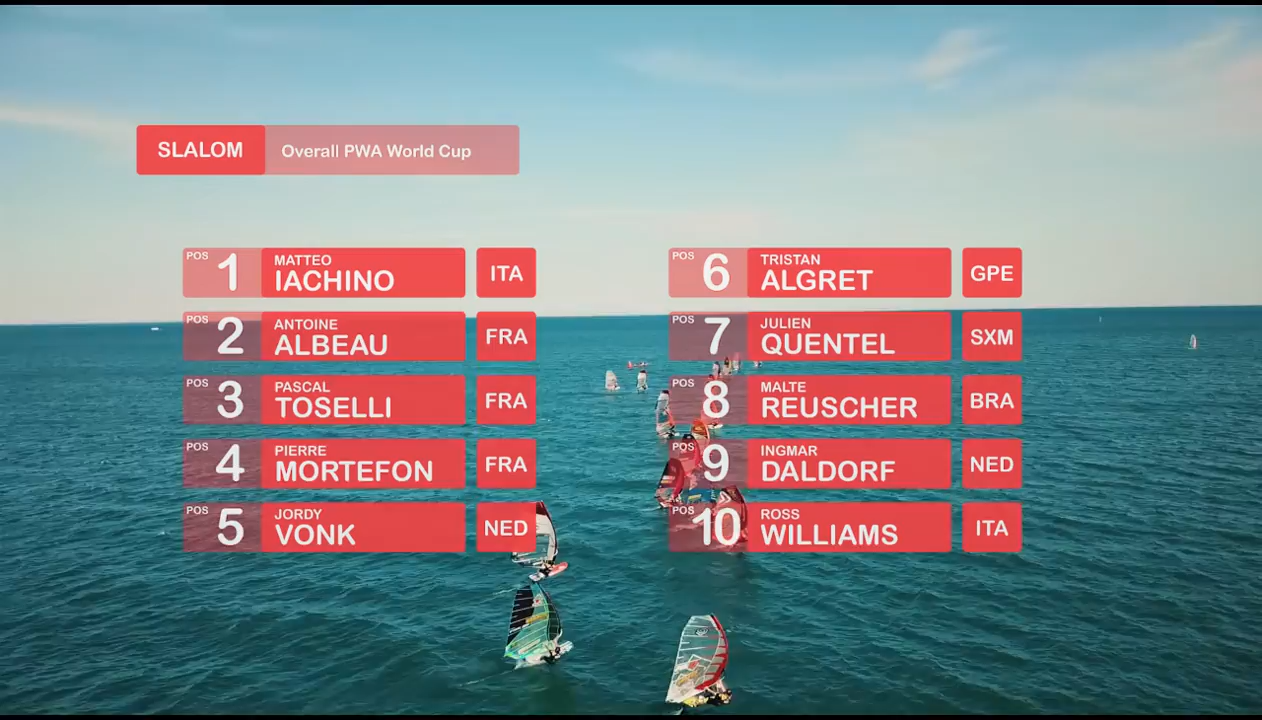 SLALOM Overall PWA World Cup
POS 1 MATTEO IACHINO ITA
POS 2 ANTOINE ALBEAU FRA
POS 3 PASCAL TOSELLI FRA
POS 4 PIERRE MORTEFON FRA
POS 5 JORDY VONK NED
POS 6 TRISTAN ALGRET GPE
POS 7 JULIEN QUENTEL SXM
POS 8 MALTE REUSCHER BRA
POS 9 INGMAR DALDORF NED
POS 10 ROSS WILLIAMS ITA